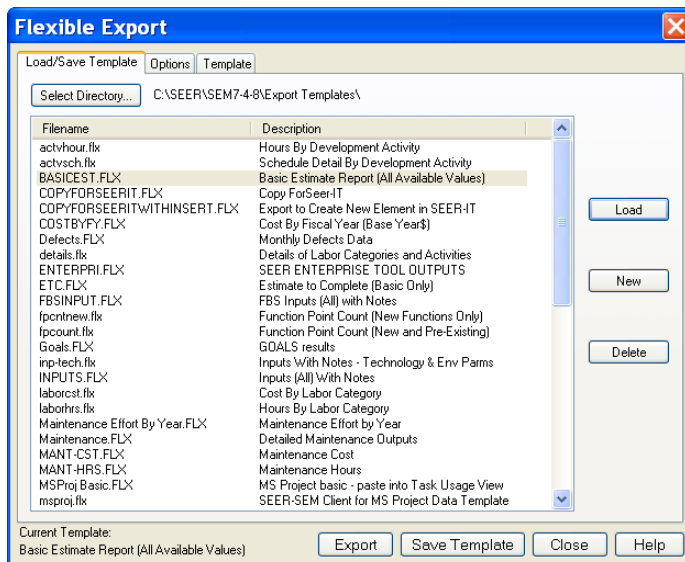 Flexible Export
Load/Save Template Options Template
Select Directory... C:\SEER\SEM7-4-8\Export Templates\
Filename Description
actvhour.flx Hours By Development Activity
actvsch.flx Schedule Detail By Development Activity
BASICEST.FLX Basic Estimate Report (All Available Values)
COPYFORSEERIT.FLX Copy ForSeer-IT
COPYFORSEERITWITHINSERT.FLX Export to Create New Element in SEER-IT
COSTBYFY.FLX Cost By Fiscal Year (Base Year$)
Defects.FLX Monthly Defects Data
details.flx Details of Labor Categories and Activities
ENTERPRI.FLX SEER ENTERPRISE TOOL OUTPUTS
ETC.FLX Estimate to Complete (Basic Only)
FBSINPUT.FLX FBS Inputs (All) with Notes
fpcntnew.flx Function Point Count (New Functions Only)
fpcount.flx Function Point Count (New and Pre-Existing)
Goals.FLX GOALS results
inp-tech.flx Inputs With Notes - Technology & Env Parms
INPUTS.FLX Inputs (All) With Notes
laborcst.flx Cost By Labor Category
laborhrs.flx Hours By Labor Category
Maintenance Effort By Year.FLX Maintenance Effort by Year
Maintenance.FLX Detailed Maintenance Outputs
MANT-CST.FLX Maintenance Cost
MANT-HRS.FLX Maintenance Hours
MSProj Basic.FLX MS Project basic - paste into Task Usage View
msproj.flx SEER-SEM Client for MS Project Data Template
Load
New
Delete
Current Template:
Basic Estimate Report (All Available Values)
Export Save Template Close Help